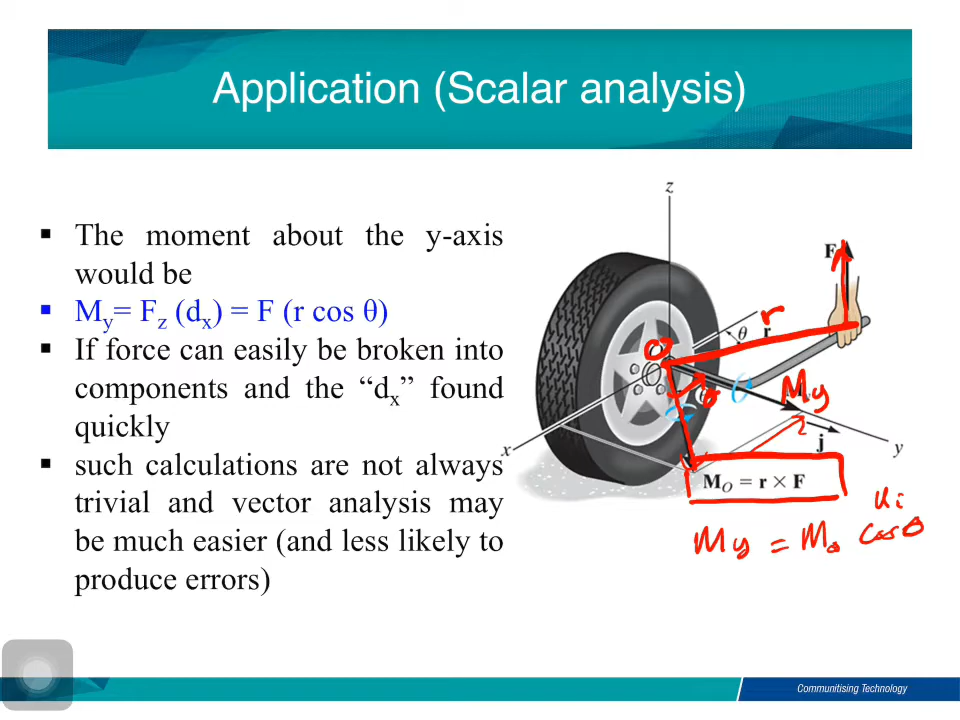 Application (Scalar analysis)
▪ The moment about the y-axis
would be
▪ My= Fz (dx) = F (r cos θ)
▪ If force can easily be broken into
components and the “dx” found
quickly
▪ such calculations are not always
trivial and vector analysis may
be much easier (and less likely to
produce errors)
z
F
r
θ
r
O
θ
θ
My
j
x
y
MO = r × F
My = Mo cosθ
Communitising Technology